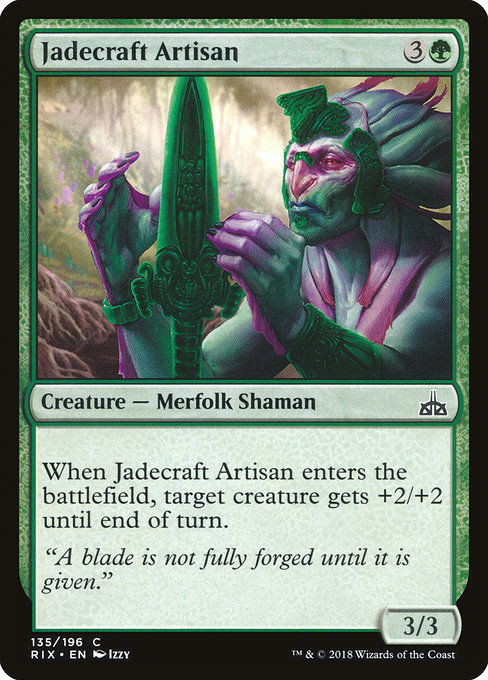 Jadecraft Artisan 3
Creature — Merfolk Shaman
When Jadecraft Artisan enters the
battlefield, target creature gets +2/+2
until end of turn.
“A blade is not fully forged until it is
given.”
3/3
135/196 C
RIX • EN Izzy
™ & © 2018 Wizards of the Coast